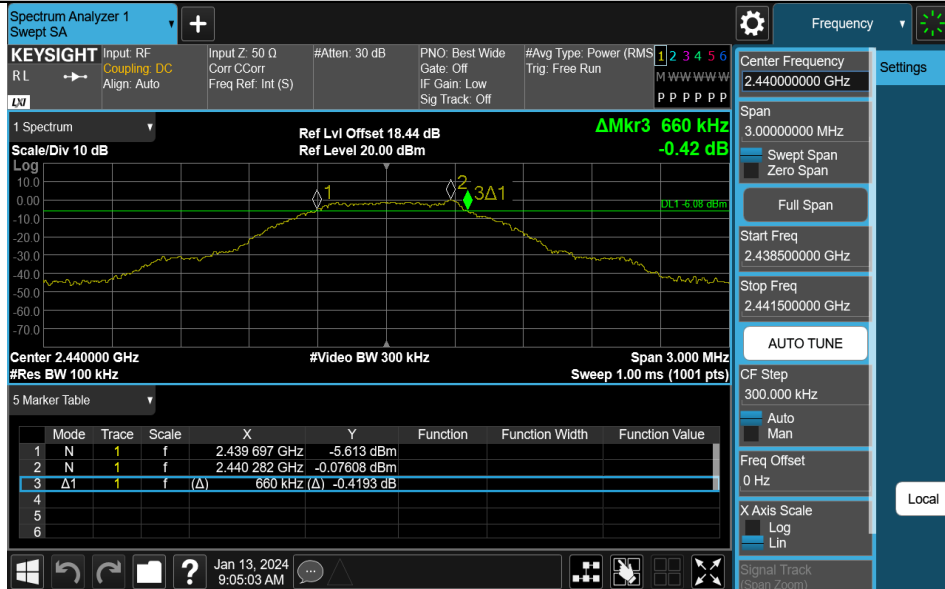 Spectrum Analyzer 1
Swept SA
+
Frequency
KEYSIGHT
RL
LXI
Input: RF
Coupling: DC
Align: Auto
Input Z: 50 Ω
Corr CCorr
Freq Ref: Int (S)
#Atten: 30 dB
PNO: Best Wide
Gate: Off
IF Gain: Low
Sig Track: Off
#Avg Type: Power (RMS
Trig: Free Run
1 2 3 4 5 6
M W W W W W
P P P P P P
1 Spectrum
Scale/Div 10 dB
Ref Lvl Offset 18.44 dB
Ref Level 20.00 dBm
ΔMkr3 660 kHz
-0.42 dB
Log
10.0
0.00
-10.0
-20.0
-30.0
-40.0
-50.0
-60.0
-70.0
1
2
3Δ1
DL1 -6.08 dBm
Center 2.440000 GHz
#Video BW 300 kHz
Span 3.000 MHz
#Res BW 100 kHz
Sweep 1.00 ms (1001 pts)
5 Marker Table
Mode Trace Scale X Y Function Function Width Function Value
1 N 1 f 2.439 697 GHz -5.613 dBm
2 N 1 f 2.440 282 GHz -0.07608 dBm
3 Δ1 1 f (Δ) 660 kHz (Δ) -0.4193 dB
4
5
6
Jan 13, 2024
9:05:03 AM
?
Center Frequency
2.440000000 GHz
Settings
Span
3.00000000 MHz
Swept Span
Zero Span
Full Span
Start Freq
2.438500000 GHz
Stop Freq
2.441500000 GHz
AUTO TUNE
CF Step
300.000 kHz
Auto
Man
Freq Offset
0 Hz
Local
X Axis Scale
Log
Lin
Signal Track
(Span Zoom)